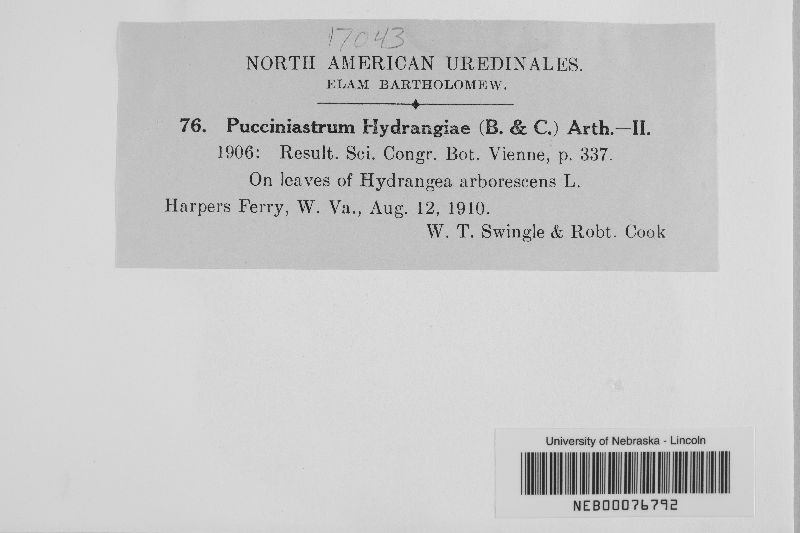 17043
NORTH AMERICAN UREDINALES.
ELAM BARTHOLOMEW.
76. Pucciniastrum Hydrangiae (B. & C.) Arth.—II.
1906: Result. Sci. Congr. Bot. Vienne, p. 337.
On leaves of Hydrangea arborescens L.
Harpers Ferry, W. Va., Aug. 12, 1910.
W. T. Swingle & Robt. Cook
University of Nebraska - Lincoln
NEB00076792